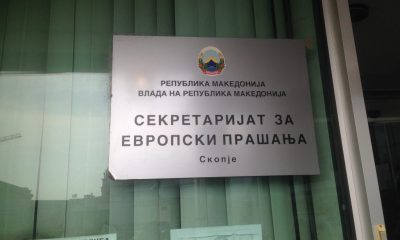 РЕПУБЛИКА МАКЕДОНИЈА
ВЛАДА НА РЕПУБЛИКА МАКЕДОНИЈА
СЕКРЕТАРИЈАТ ЗА
ЕВРОПСКИ ПРАШАЊА
Скопје